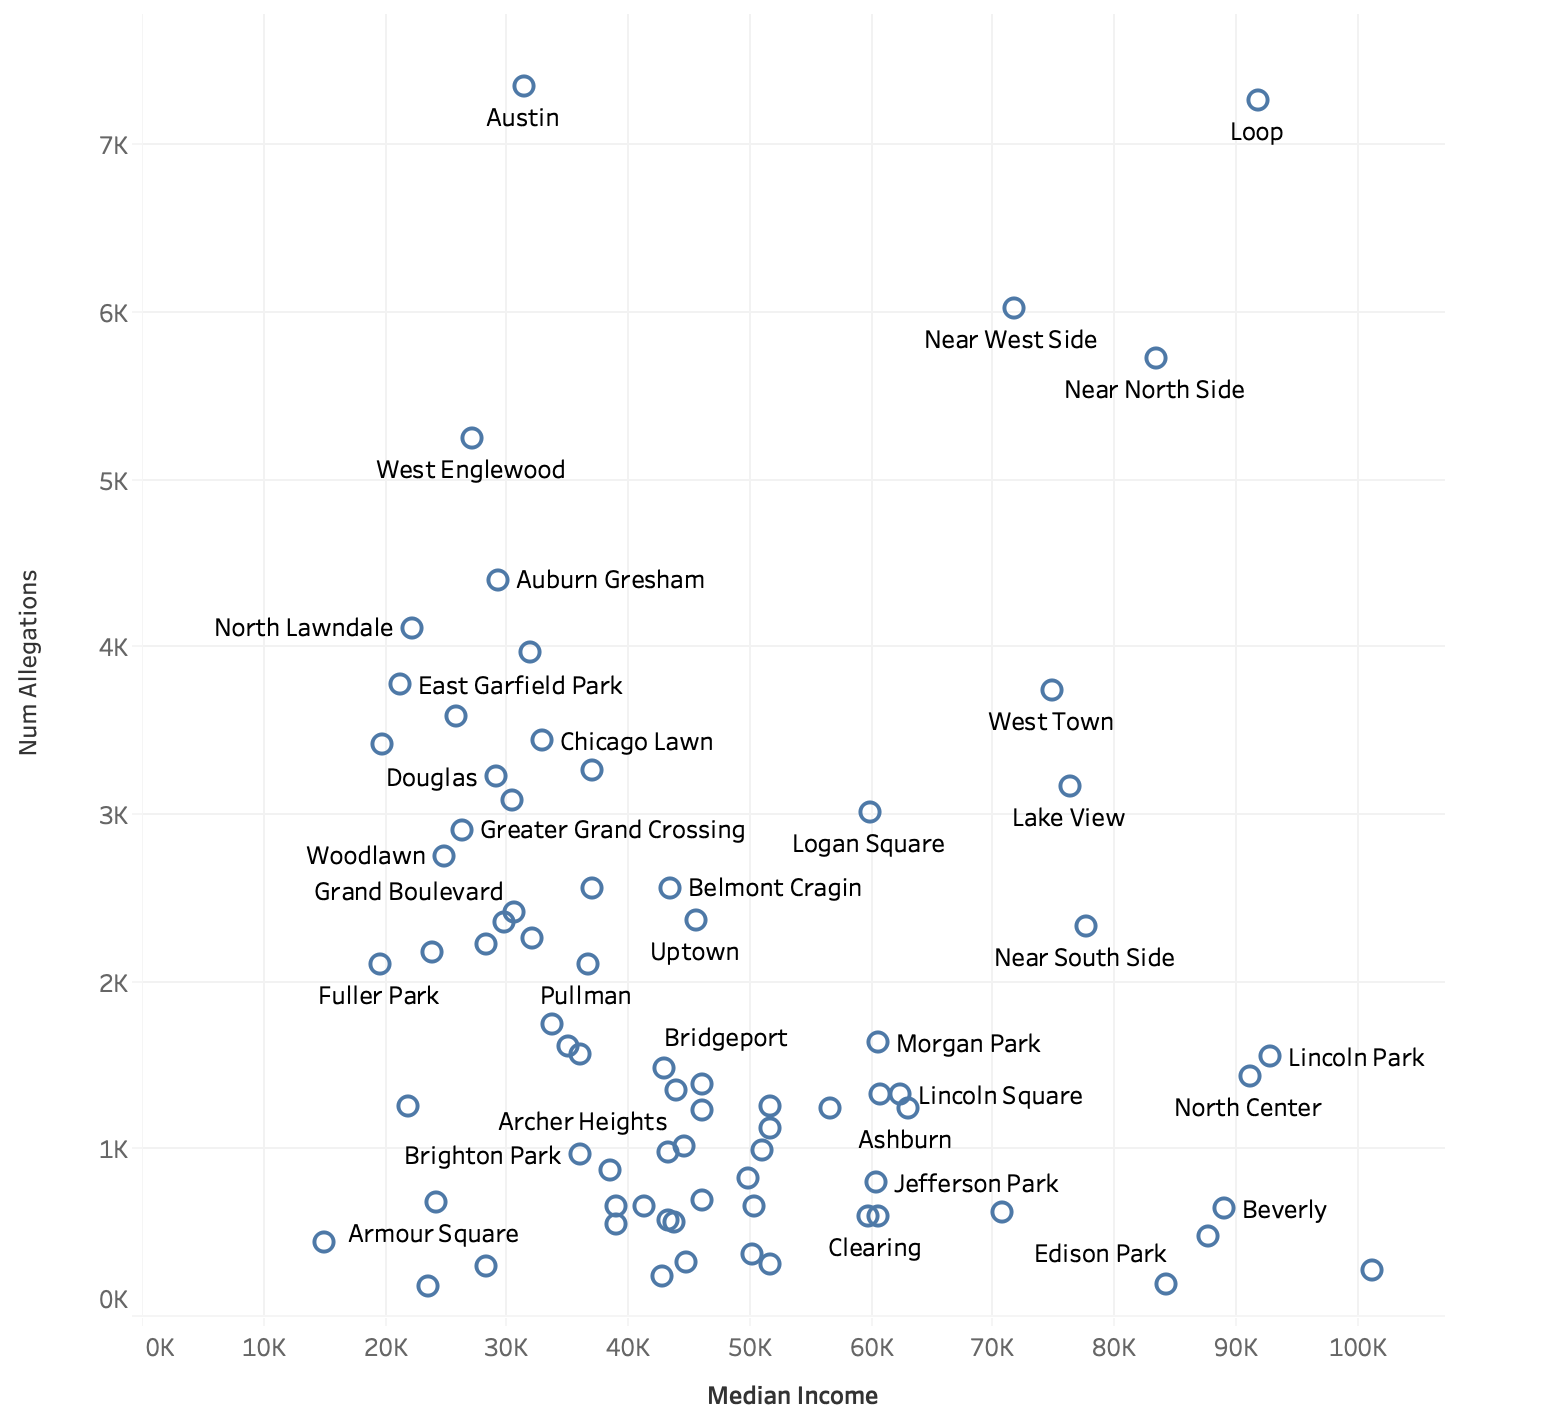 Austin
Loop
7K
6K
Near West Side
Near North Side
West Englewood
5K
Auburn Gresham
North Lawndale
4K
East Garfield Park
West Town
Chicago Lawn
Douglas
Lake View
3K
Greater Grand Crossing
Logan Square
Woodlawn
Belmont Cragin
Grand Boulevard
Uptown
Near South Side
2K
Fuller Park
Pullman
Bridgeport
Morgan Park
Lincoln Park
Lincoln Square
North Center
Archer Heights
Ashburn
1K
Brighton Park
Jefferson Park
Beverly
Armour Square
Clearing
Edison Park
0K
Num Allegations
0K 10K 20K 30K 40K 50K 60K 70K 80K 90K 100K
Median Income